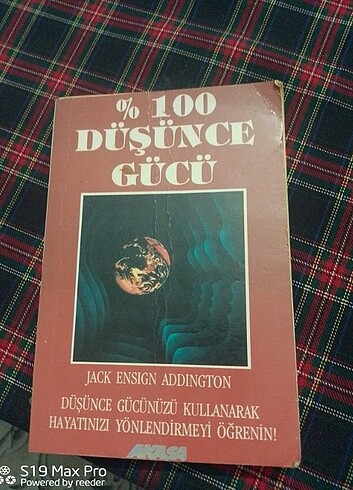 % 100
DÜŞÜNCE
GÜCÜ
JACK ENSIGN ADDINGTON
DÜŞÜNCE GÜCÜNÜZÜ KULLANARAK
HAYATINIZI YÖNLENDİRMEYİ ÖĞRENİN!
AKAŞA
S19 Max Pro
Powered by reeder